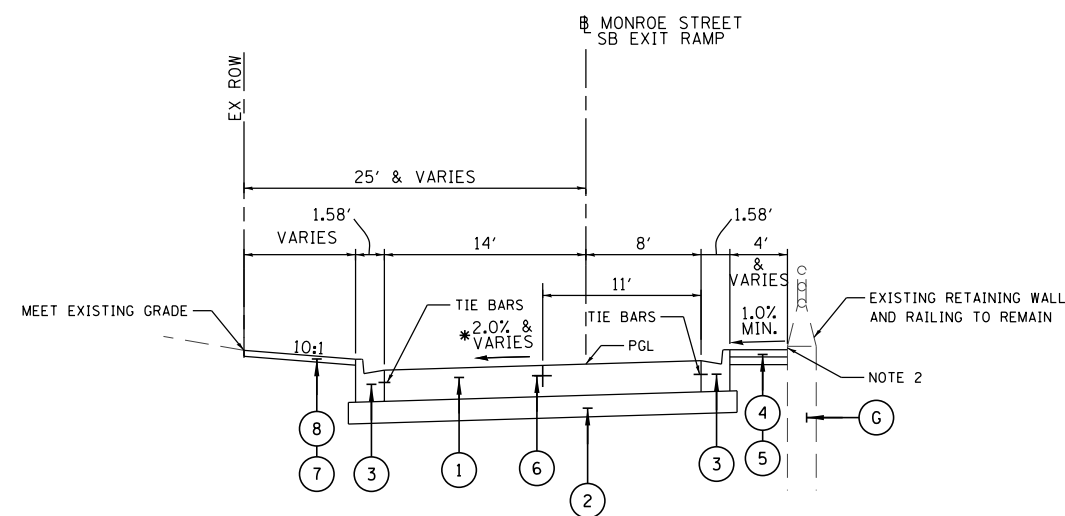 ℄ MONROE STREET
SB EXIT RAMP
EX ROW
25' & VARIES
1.58'
1.58'
VARIES
14'
8'
4'
&
VARIES
11'
MEET EXISTING GRADE
TIE BARS
TIE BARS
1.0%
MIN.
EXISTING RETAINING WALL
AND RAILING TO REMAIN
*2.0% &
VARIES
10:1
PGL
NOTE 2
G
8
7
3
1
6
2
3
4
5